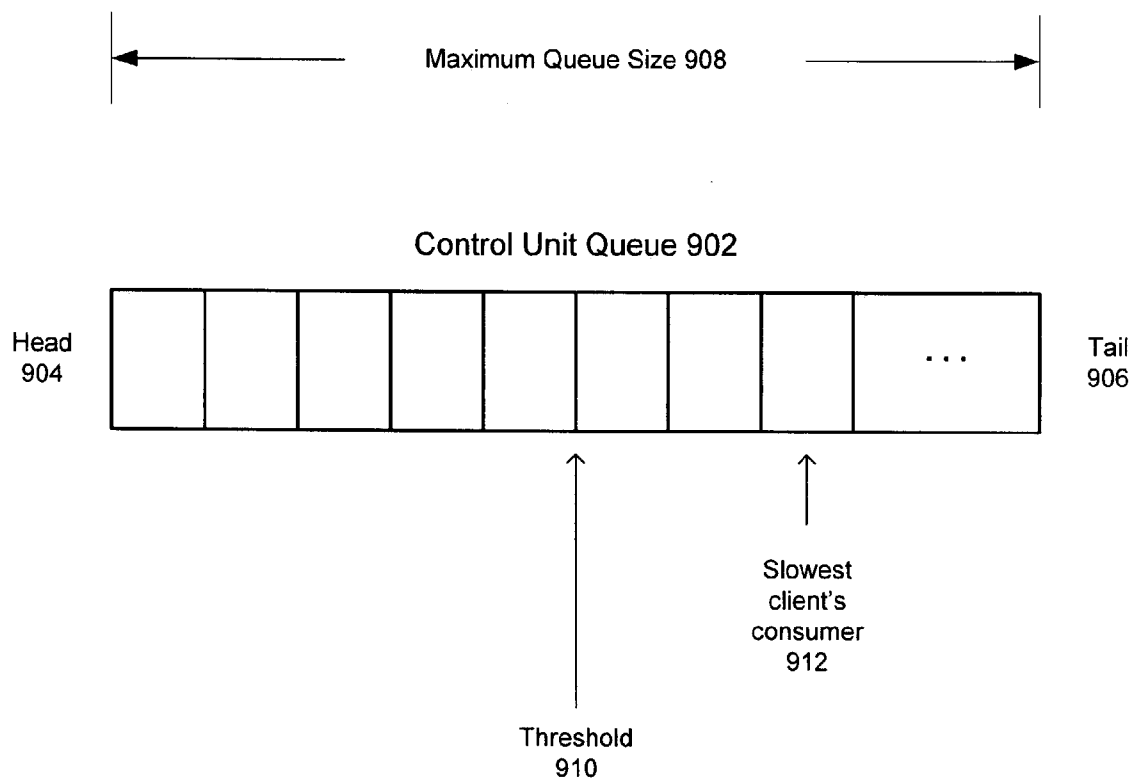 Maximum Queue Size 908
Control Unit Queue 902
Head
904
...
Tail
906
Slowest
client's
consumer
912
Threshold
910